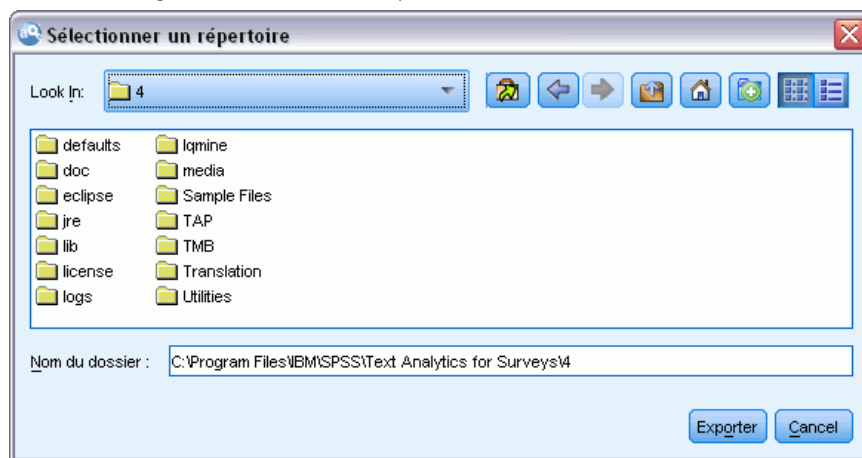 Sélectionner un répertoire
Look In: 4
defaults lqmine
doc media
eclipse Sample Files
jre TAP
lib TMB
license Translation
logs Utilities
Nom du dossier : C:\Program Files\IBM\SPSS\Text Analytics for Surveys\4
Exporter Cancel